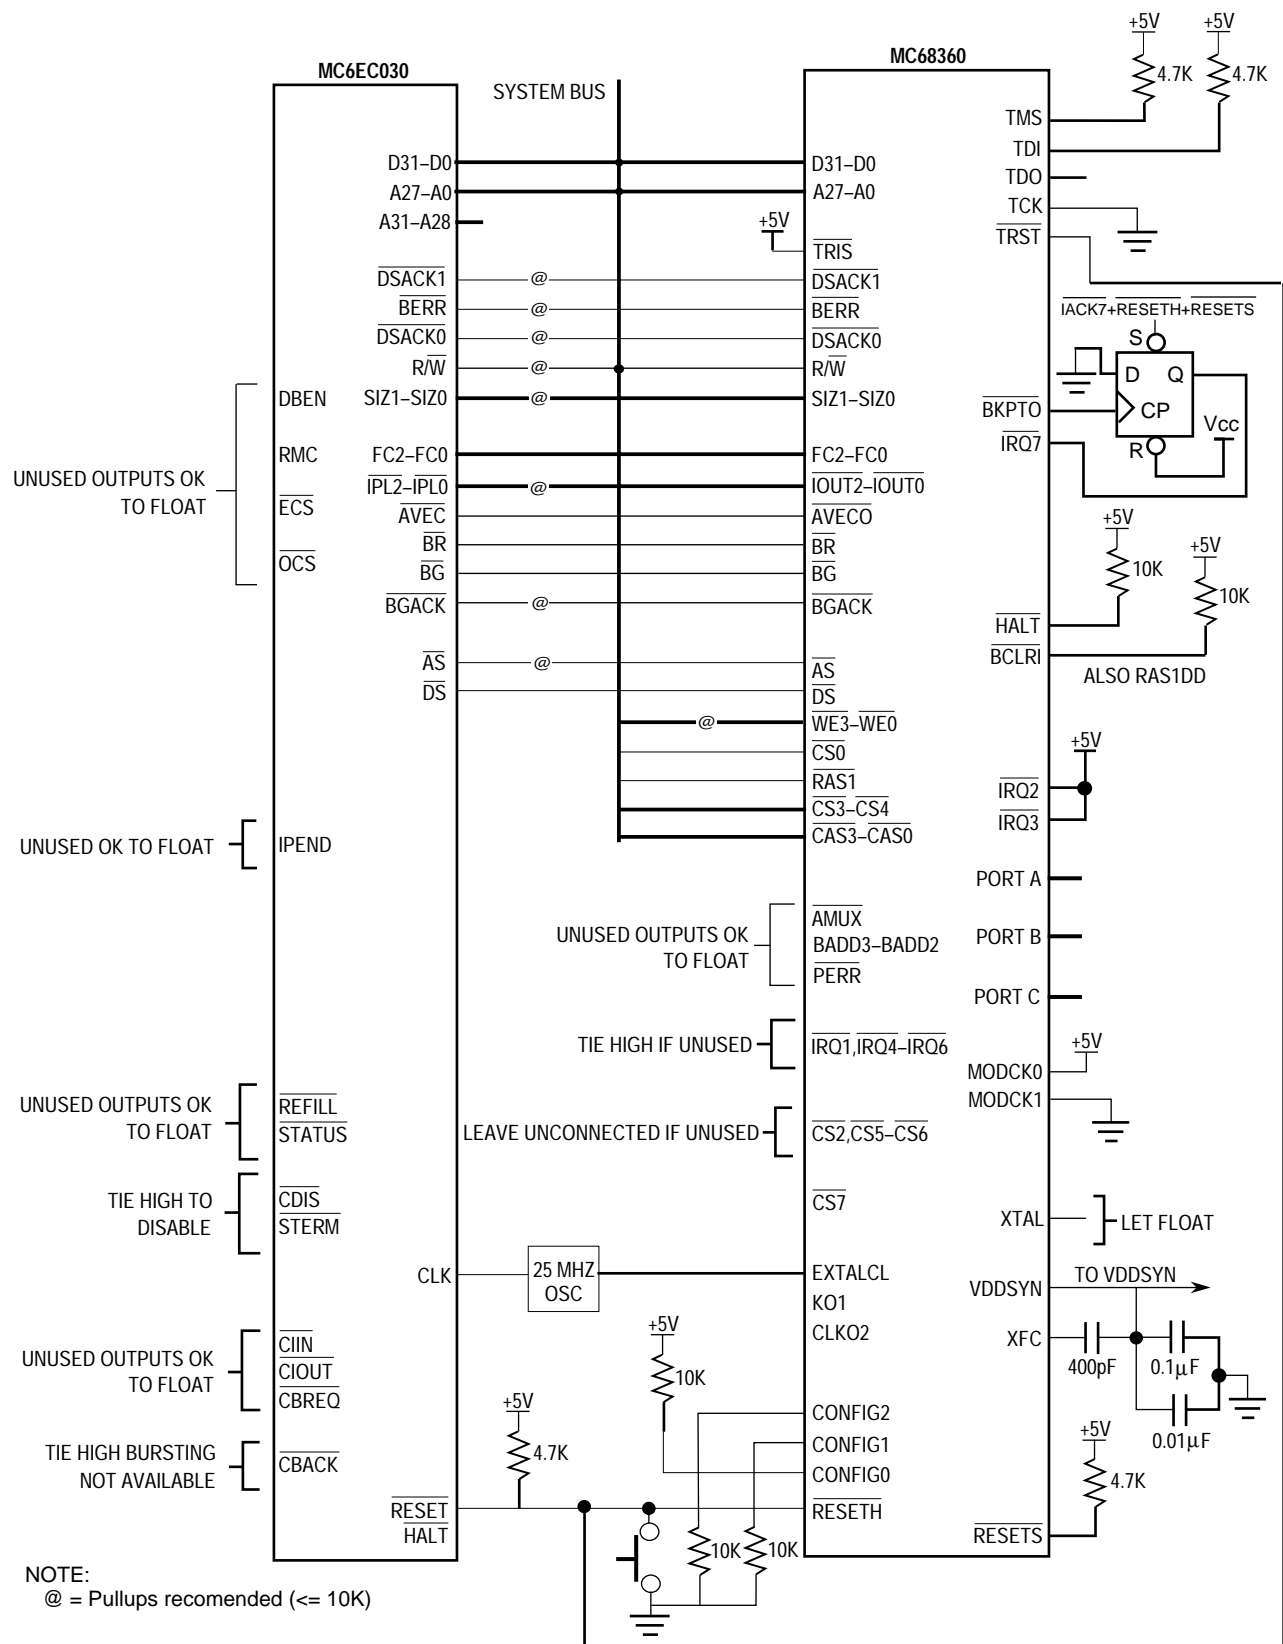 +5V
+5V
MC68360
MC6EC030
4.7K
4.7K
SYSTEM BUS
TMS
TDI
D31–D0
D31–D0
TDO
A27–A0
A27–A0
TCK
A31–A28
+5V
TRST
TRIS
DSACK1
@
DSACK1
BERR
@
BERR
IACK7+RESETH+RESETS
DSACK0
@
DSACK0
S
R/W
@
R/W
D
Q
DBEN
SIZ1–SIZ0
@
SIZ1–SIZ0
BKPTO
CP
Vcc
RMC
FC2–FC0
FC2–FC0
IRQ7
R
UNUSED OUTPUTS OK
TO FLOAT
IPL2–IPL0
@
IOUT2–IOUT0
ECS
AVEC
AVECO
+5V
BR
BR
+5V
OCS
BG
BG
10K
BGACK
@
BGACK
10K
HALT
AS
@
AS
BCLRI
DS
DS
ALSO RAS1DD
@
WE3–WE0
CS0
+5V
RAS1
IRQ2
CS3–CS4
IRQ3
CAS3–CAS0
UNUSED OK TO FLOAT
IPEND
PORT A
AMUX
UNUSED OUTPUTS OK
TO FLOAT
BADD3–BADD2
PORT B
PERR
PORT C
TIE HIGH IF UNUSED
IRQ1,IRQ4–IRQ6
+5V
MODCK0
UNUSED OUTPUTS OK
TO FLOAT
REFILL
MODCK1
STATUS
LEAVE UNCONNECTED IF UNUSED
CS2,CS5–CS6
TIE HIGH TO
DISABLE
CDIS
CS7
STERM
XTAL
LET FLOAT
CLK
25 MHZ
OSC
EXTALCL
TO VDDSYN
VDDSYN
KO1
CLKO2
+5V
XFC
CIIN
UNUSED OUTPUTS OK
TO FLOAT
CIOUT
400pF
0.1µF
CBREQ
10K
+5V
CONFIG2
+5V
0.01µF
TIE HIGH BURSTING
NOT AVAILABLE
CBACK
4.7K
CONFIG1
CONFIG0
4.7K
RESET
RESETH
HALT
RESETS
10K
10K
NOTE:
@ = Pullups recomended (<= 10K)